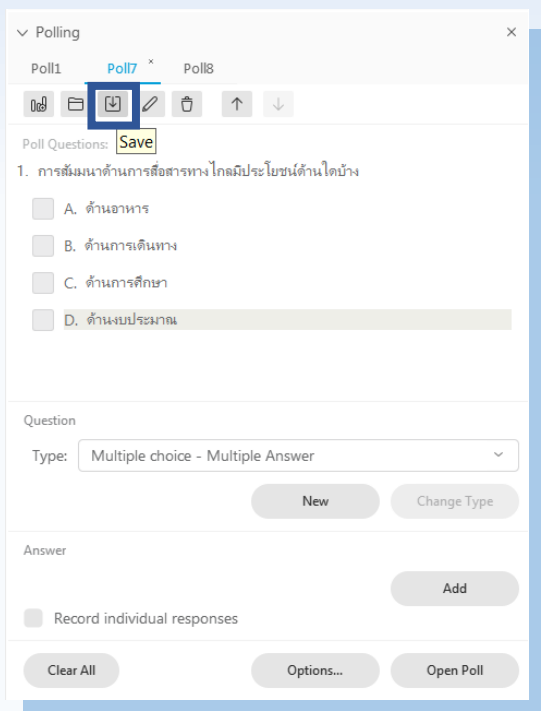 Polling
Poll1 Poll7 Poll8
Poll Questions: Save
1. การสัมมนาด้านการสื่อสารทางไกลมีประโยชน์ด้านใดบ้าง
A. ด้านอาหาร
B. ด้านการเดินทาง
C. ด้านการศึกษา
D. ด้านงบประมาณ
Question
Type: Multiple choice - Multiple Answer
New Change Type
Answer
Add
Record individual responses
Clear All Options... Open Poll